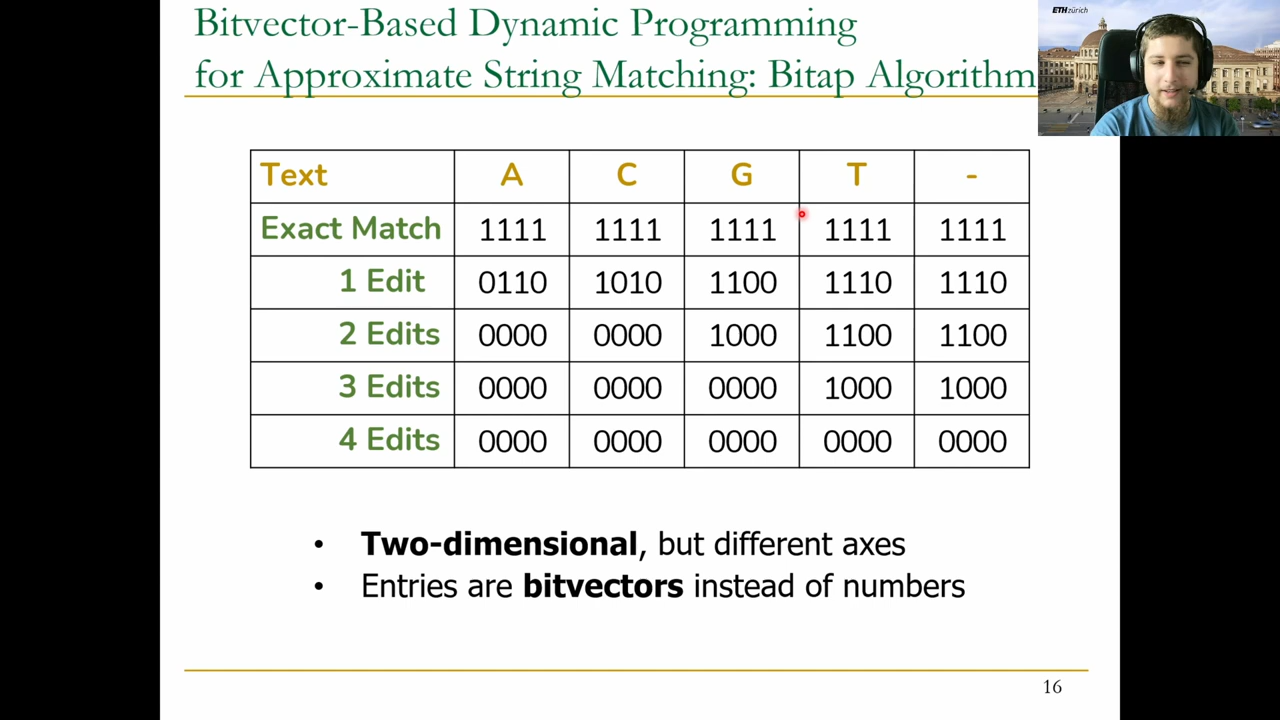 Bitvector-Based Dynamic Programming
for Approximate String Matching: Bitap Algorithm
ETH zürich
Text A C G T -
Exact Match 1111 1111 1111 1111 1111
1 Edit 0110 1010 1100 1110 1110
2 Edits 0000 0000 1000 1100 1100
3 Edits 0000 0000 0000 1000 1000
4 Edits 0000 0000 0000 0000 0000
• Two-dimensional, but different axes
• Entries are bitvectors instead of numbers
16